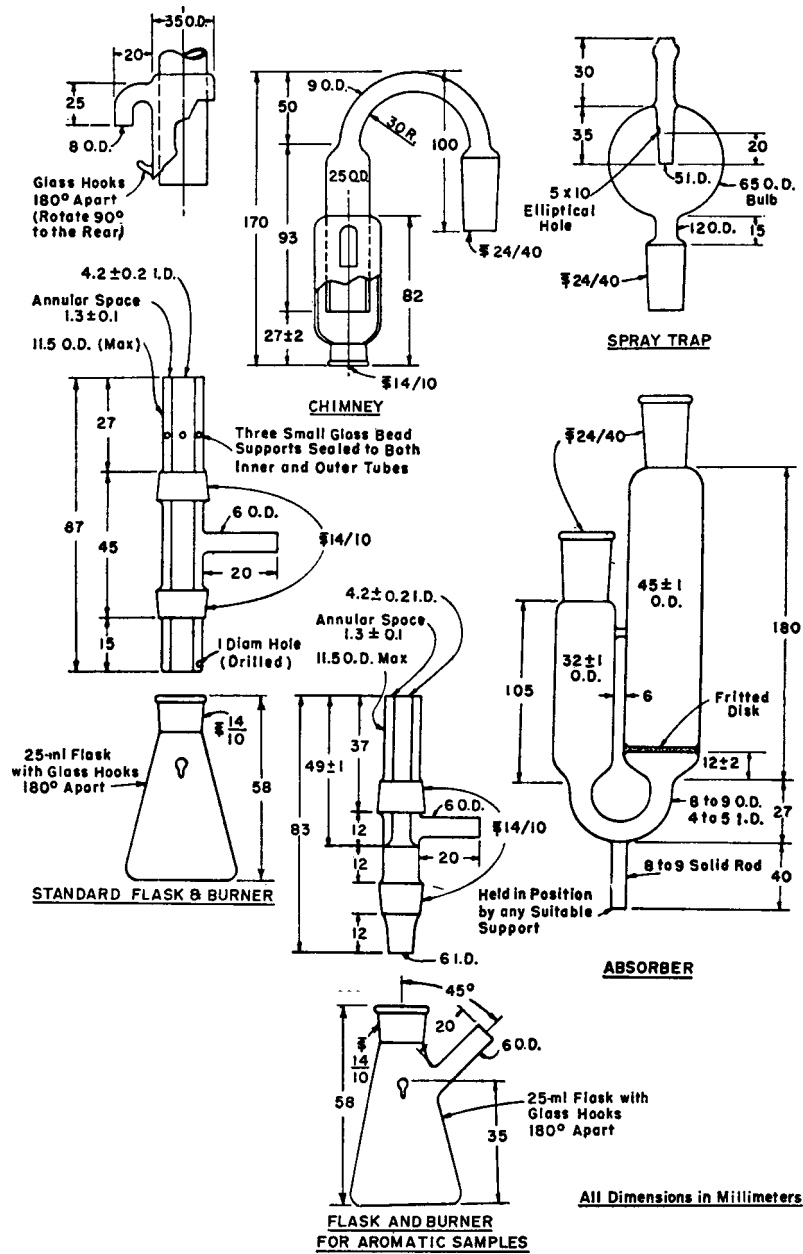 35 O.D.
20
25
8 O.D.
Glass Hooks
180° Apart
(Rotate 90°
to the Rear)
9 O.D.
50
30 R.
100
25 O.D.
170
93
82
27±2
24/40
14/10
CHIMNEY
30
35
20
5 I.D.
5 x 10
Elliptical
Hole
65 O.D.
Bulb
12 O.D.
15
24/40
SPRAY TRAP
4.2±0.2 I.D.
Annular Space
1.3±0.1
11.5 O.D. (Max)
27
Three Small Glass Bead
Supports Sealed to Both
Inner and Outer Tubes
87
45
6 O.D.
20
14/10
15
1 Diam Hole
(Drilled)
14
10
25-ml Flask
with Glass Hooks
180° Apart
58
STANDARD FLASK & BURNER
4.2±0.2 I.D.
Annular Space
1.3±0.1
11.5 O.D. Max
37
49±1
83
12
6 O.D.
14/10
20
12
12
6 I.D.
24/40
45±1
O.D.
32±1
O.D.
180
105
6
Fritted
Disk
12±2
8 to 9 O.D.
4 to 5 I.D.
27
8 to 9 Solid Rod
40
Held in Position
by any Suitable
Support
ABSORBER
45°
20
6 O.D.
14
10
58
35
25-ml Flask with
Glass Hooks
180° Apart
FLASK AND BURNER
FOR AROMATIC SAMPLES
All Dimensions in Millimeters